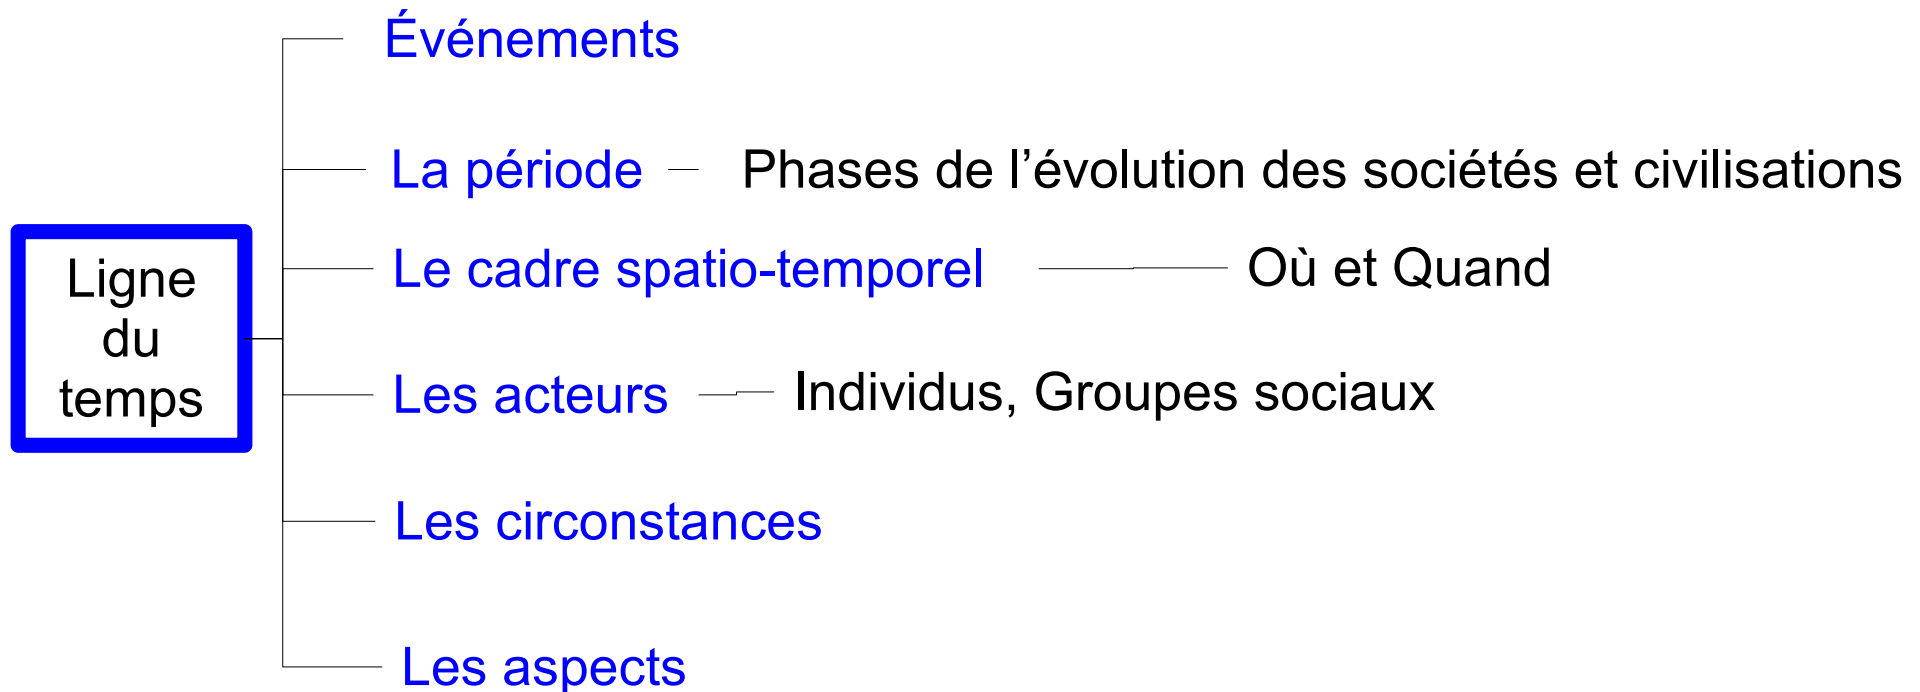 Événements
La période
Phases de l’évolution des sociétés et civilisations
Ligne
du
temps
Le cadre spatio-temporel
Où et Quand
Les acteurs
Individus, Groupes sociaux
Les circonstances
Les aspects